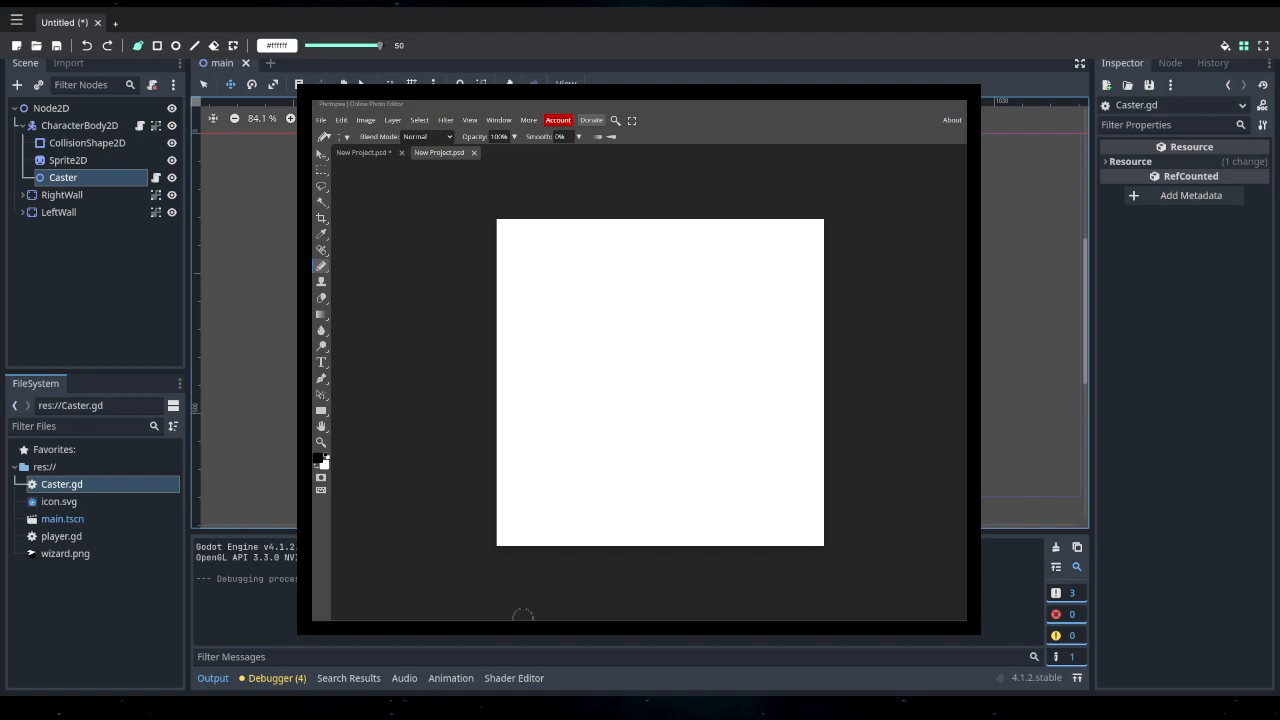 Untitled (*)
#ffffff
50
Scene
Import
main
Inspector
Node
History
Filter Nodes
View
Node2D
CharacterBody2D
CollisionShape2D
Sprite2D
Caster
RightWall
LeftWall
84.1 %
1000
500
Photopea | Online Photo Editor
File Edit Image Layer Select Filter View Window More Account Donate About
Blend Mode: Normal Opacity: 100% Smooth: 0%
New Project.psd *
New Project.psd
Caster.gd
Filter Properties
Resource
Resource (1 change)
RefCounted
Add Metadata
FileSystem
res://Caster.gd
Filter Files
Favorites:
res://
Caster.gd
icon.svg
main.tscn
player.gd
wizard.png
Godot Engine v4.1.2.
OpenGL API 3.3.0 NVI
--- Debugging proces
3
0
0
1
Filter Messages
Output Debugger (4) Search Results Audio Animation Shader Editor
4.1.2.stable